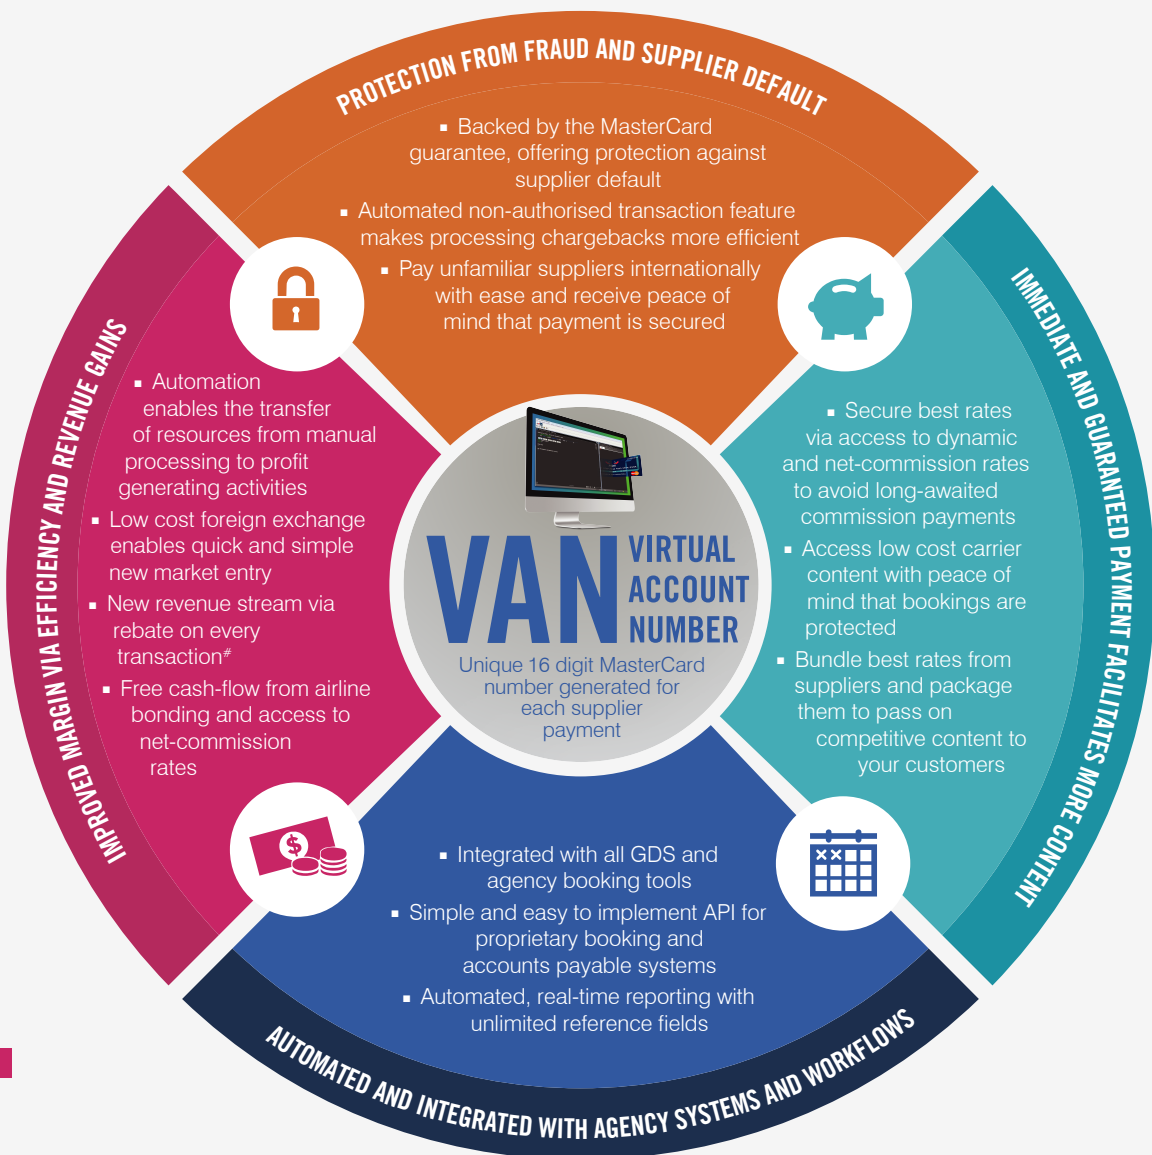 PROTECTION FROM FRAUD AND SUPPLIER DEFAULT
▪ Backed by the MasterCard
guarantee, offering protection against
supplier default
▪ Automated non-authorised transaction feature
makes processing chargebacks more efficient
▪ Pay unfamiliar suppliers internationally
with ease and receive peace of
mind that payment is secured
IMMEDIATE AND GUARANTEED PAYMENT FACILITATES MORE CONTENT
▪ Secure best rates
via access to dynamic
and net-commission rates
to avoid long-awaited
commission payments
▪ Access low cost carrier
content with peace of
mind that bookings are
protected
▪ Bundle best rates from
suppliers and package
them to pass on
competitive content to
your customers
AUTOMATED AND INTEGRATED WITH AGENCY SYSTEMS AND WORKFLOWS
▪ Integrated with all GDS and
agency booking tools
▪ Simple and easy to implement API for
proprietary booking and
accounts payable systems
▪ Automated, real-time reporting with
unlimited reference fields
IMPROVED MARGIN VIA EFFICIENCY AND REVENUE GAINS
▪ Automation
enables the transfer
of resources from manual
processing to profit
generating activities
▪ Low cost foreign exchange
enables quick and simple
new market entry
▪ New revenue stream via
rebate on every
transaction#
▪ Free cash-flow from airline
bonding and access to
net-commission
rates
VAN
VIRTUAL
ACCOUNT
NUMBER
Unique 16 digit MasterCard
number generated for
each supplier
payment
$